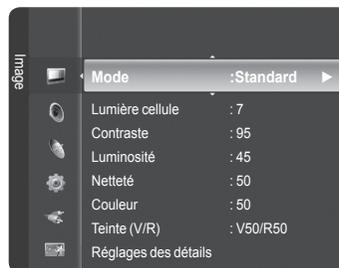 Image
Mode :Standard
Lumière cellule : 7
Contraste : 95
Luminosité : 45
Netteté : 50
Couleur : 50
Teinte (V/R) : V50/R50
Réglages des détails